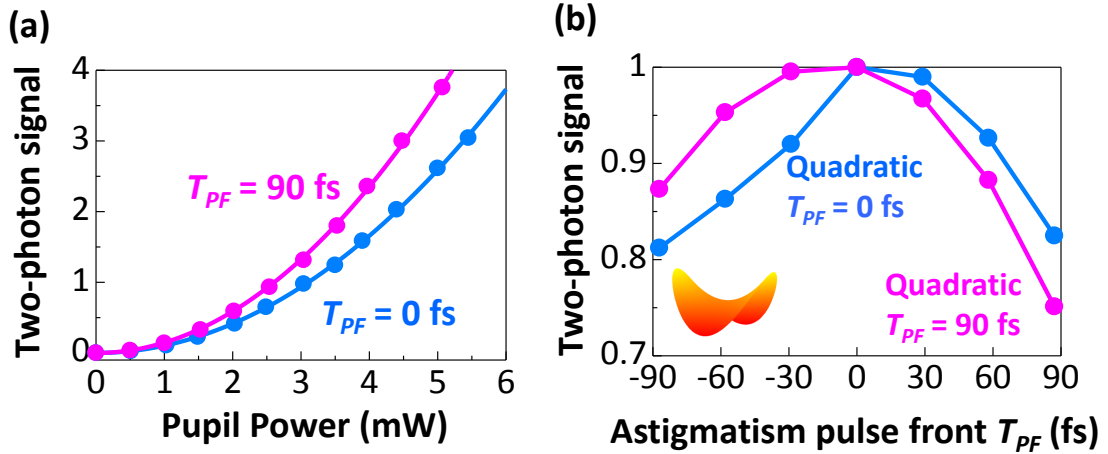 (a)
Two-photon signal
4
3
2
1
0
T_PF = 90 fs
T_PF = 0 fs
0 1 2 3 4 5 6
Pupil Power (mW)
(b)
Two-photon signal
1
0.9
0.8
0.7
Quadratic
T_PF = 0 fs
Quadratic
T_PF = 90 fs
-90 -60 -30 0 30 60 90
Astigmatism pulse front T_PF (fs)